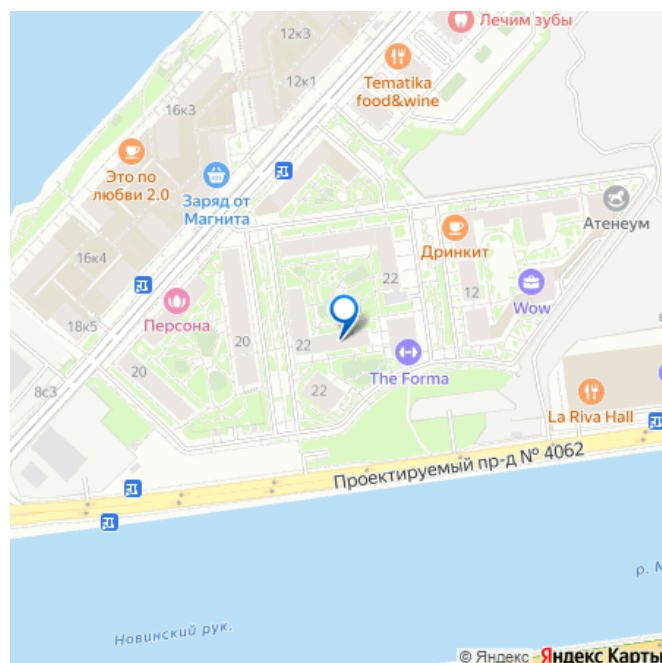 Лечим зубы
12к3
Tematika
food&wine
12к1
16к3
Это по
любви 2.0
Заряд от
Магнита
Атенеум
Дринкит
16к4
22
12
Wow
Персона
18к5
20
22
The Forma
20
22
8с3
La Riva Hall
Проектируемый пр-д № 4062
р. М
Новинский рук.
© Яндекс Яндекс Карты